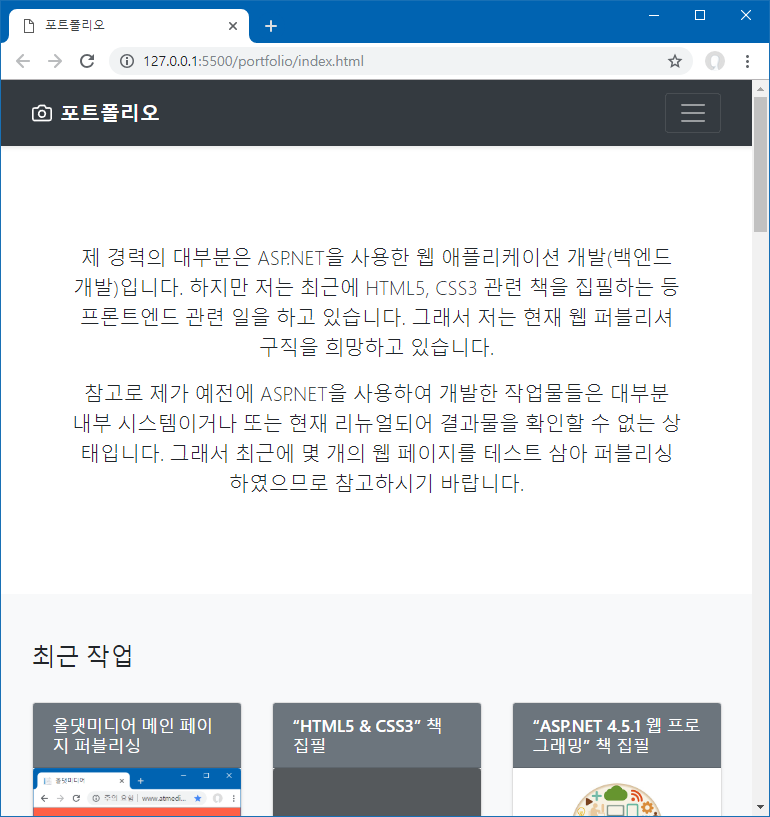 포트폴리오
127.0.0.1:5500/portfolio/index.html
포트폴리오
제 경력의 대부분은 ASP.NET을 사용한 웹 애플리케이션 개발(백엔드
개발)입니다. 하지만 저는 최근에 HTML5, CSS3 관련 책을 집필하는 등
프론트엔드 관련 일을 하고 있습니다. 그래서 저는 현재 웹 퍼블리셔
구직을 희망하고 있습니다.
참고로 제가 예전에 ASP.NET을 사용하여 개발한 작업물들은 대부분
내부 시스템이거나 또는 현재 리뉴얼되어 결과물을 확인할 수 없는 상
태입니다. 그래서 최근에 몇 개의 웹 페이지를 테스트 삼아 퍼블리싱
하였으므로 참고하시기 바랍니다.
최근 작업
올댓미디어 메인 페이
지 퍼블리싱
“HTML5 & CSS3” 책
집필
“ASP.NET 4.5.1 웹 프로
그래밍” 책 집필
올댓미디어
주의 요함 | www.atmedi...